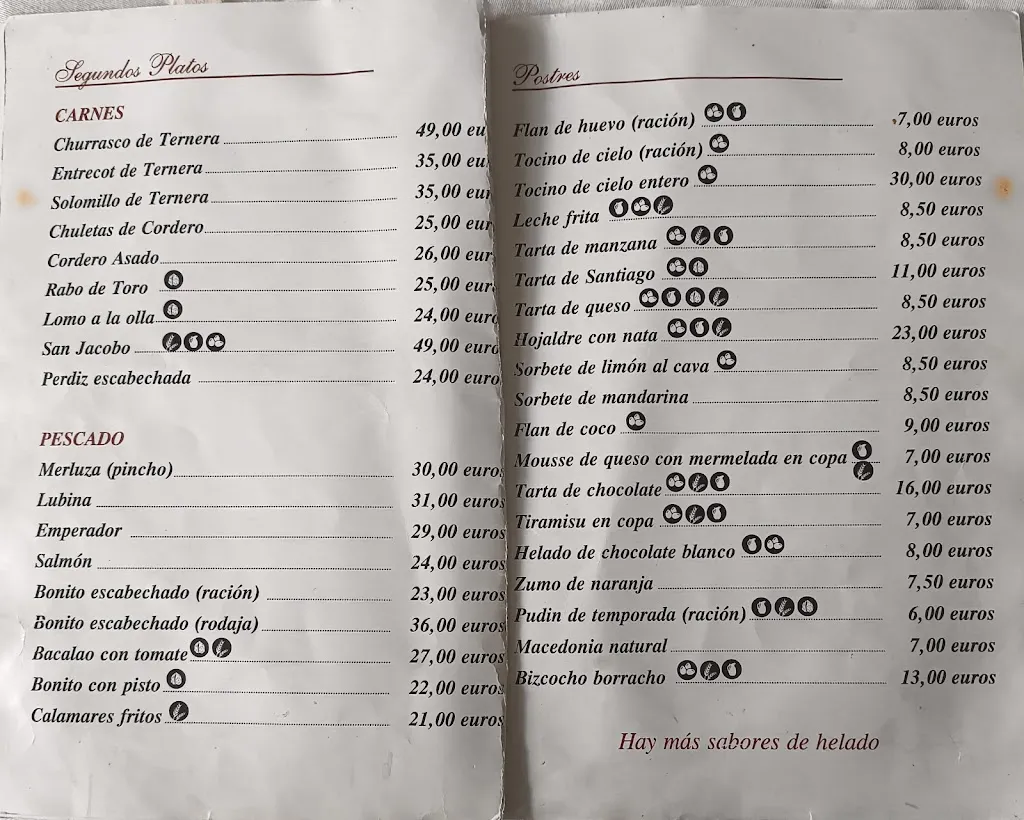 Segundos Platos
CARNES
Churrasco de Ternera 49,00 eu
Entrecot de Ternera 35,00 eu
Solomillo de Ternera 35,00 eur
Chuletas de Cordero 25,00 eur
Cordero Asado 26,00 eur
Rabo de Toro 25,00 eur
Lomo a la olla 24,00 euro
San Jacobo 49,00 euro
Perdiz escabechada 24,00 euro
PESCADO
Merluza (pincho) 30,00 euros
Lubina 31,00 euros
Emperador 29,00 euros
Salmón 24,00 euros
Bonito escabechado (ración) 23,00 euros
Bonito escabechado (rodaja) 36,00 euros
Bacalao con tomate 27,00 euros
Bonito con pisto 22,00 euros
Calamares fritos 21,00 euros
Postres
Flan de huevo (ración) 7,00 euros
Tocino de cielo (ración) 8,00 euros
Tocino de cielo entero 30,00 euros
Leche frita 8,50 euros
Tarta de manzana 8,50 euros
Tarta de Santiago 11,00 euros
Tarta de queso 8,50 euros
Hojaldre con nata 23,00 euros
Sorbete de limón al cava 8,50 euros
Sorbete de mandarina 8,50 euros
Flan de coco 9,00 euros
Mousse de queso con mermelada en copa 7,00 euros
Tarta de chocolate 16,00 euros
Tiramisu en copa 7,00 euros
Helado de chocolate blanco 8,00 euros
Zumo de naranja 7,50 euros
Pudin de temporada (ración) 6,00 euros
Macedonia natural 7,00 euros
Bizcocho borracho 13,00 euros
Hay más sabores de helado